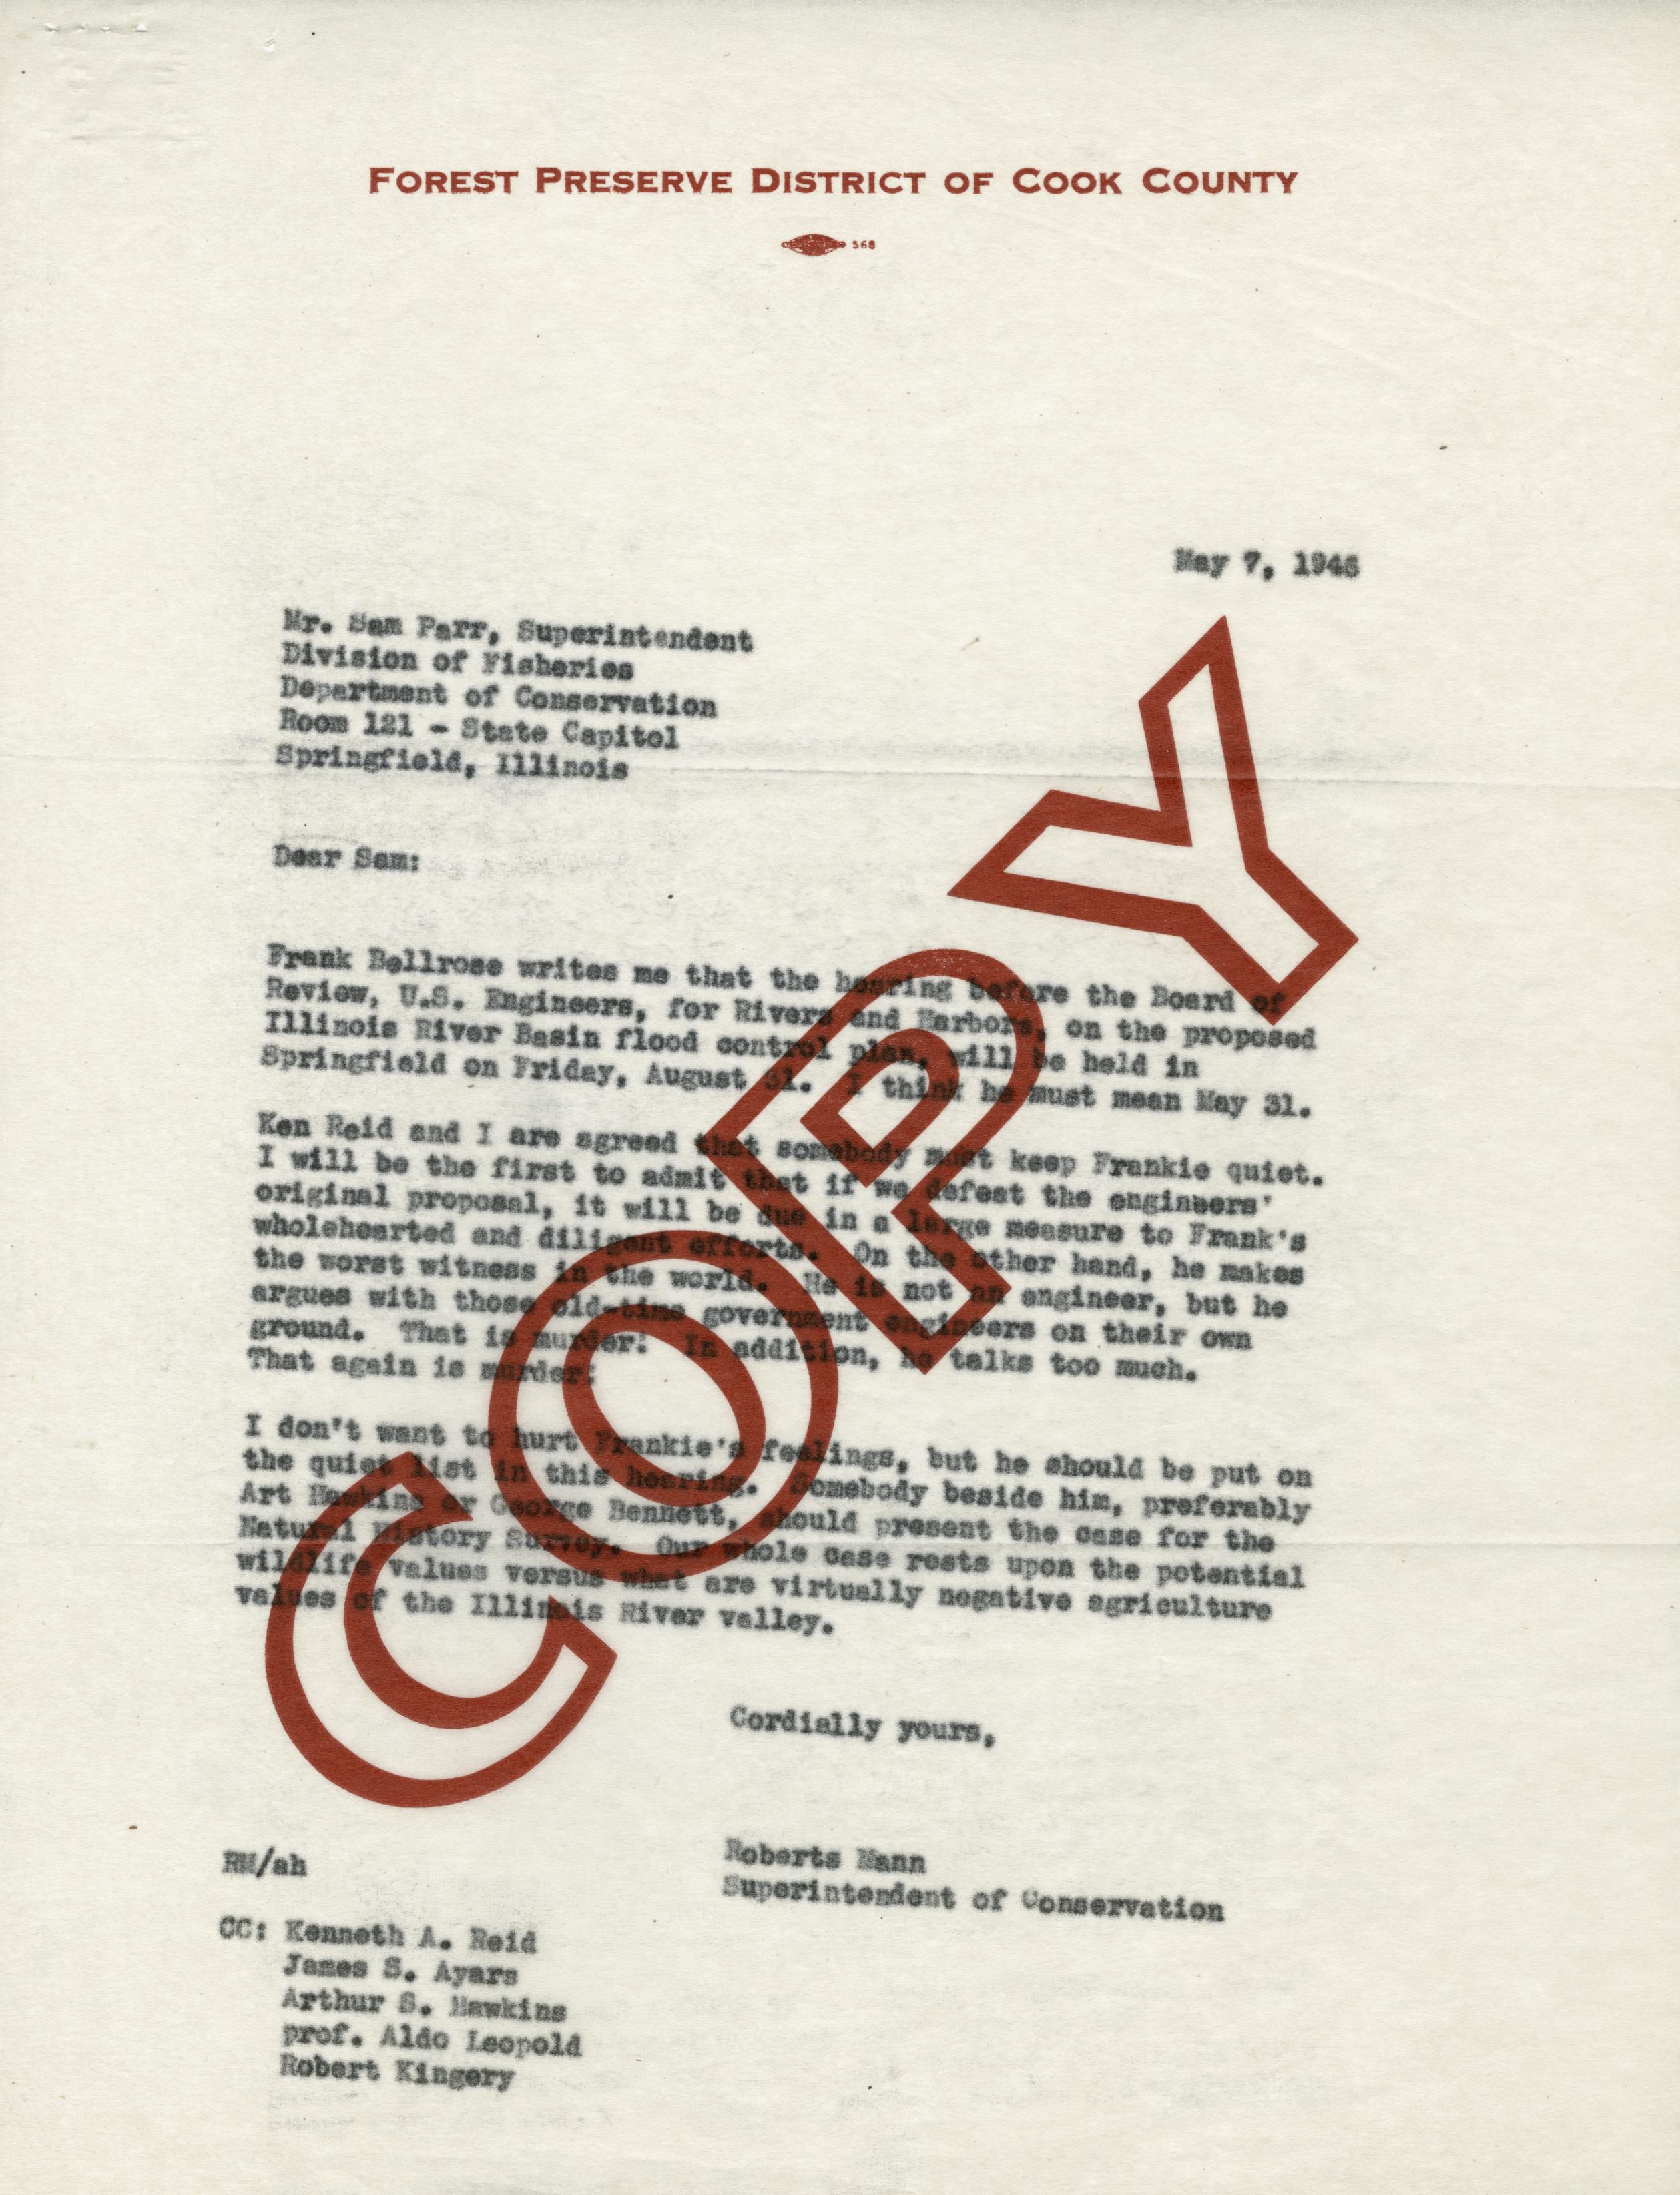 FOREST PRESERVE DISTRICT OF COOK COUNTY
568
May 7, 1946
Mr. Sam Parr, Superintendent
Division of Fisheries
Department of Conservation
Room 121 - State Capitol
Springfield, Illinois
Dear Sam:
Frank Bellrose writes me that the hearing before the Board of
Review, U.S. Engineers, for Rivers and Harbors, on the proposed
Illinois River Basin flood control plan, will be held in
Springfield on Friday, August 31. I think he must mean May 31.
Ken Reid and I are agreed that somebody must keep Frankie quiet.
I will be the first to admit that if we defeat the engineers'
original proposal, it will be due in a large measure to Frank's
wholehearted and diligent efforts. On the other hand, he makes
the worst witness in the world. He is not an engineer, but he
argues with those old-time government engineers on their own
ground. That is murder! In addition, he talks too much.
That again is murder!
I don't want to hurt Frankie's feelings, but he should be put on
the quiet list in this hearing. Somebody beside him, preferably
Art Hawkins or George Bennett, should present the case for the
Natural History Survey. Our whole case rests upon the potential
wildlife values versus what are virtually negative agriculture
values of the Illinois River valley.
Cordially yours,
Roberts Mann
Superintendent of Conservation
RM/ah
CC: Kenneth A. Reid
James S. Ayars
Arthur S. Hawkins
prof. Aldo Leopold
Robert Kingery
COPY